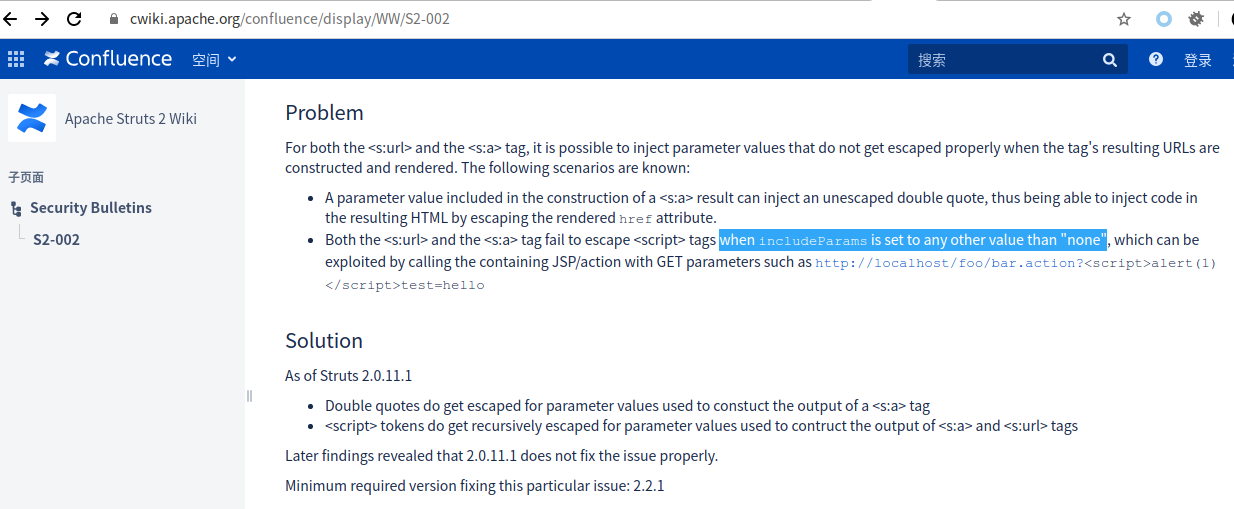 cwiki.apache.org/confluence/display/WW/S2-002
Confluence 空间 搜索 登录
Apache Struts 2 Wiki
子页面
Security Bulletins
S2-002
Problem
For both the <s:url> and the <s:a> tag, it is possible to inject parameter values that do not get escaped properly when the tag's resulting URLs are
constructed and rendered. The following scenarios are known:
• A parameter value included in the construction of a <s:a> result can inject an unescaped double quote, thus being able to inject code in
the resulting HTML by escaping the rendered href attribute.
• Both the <s:url> and the <s:a> tag fail to escape <script> tags when includeParams is set to any other value than "none", which can be
exploited by calling the containing JSP/action with GET parameters such as http://localhost/foo/bar.action?<script>alert(1)
</script>test=hello
Solution
As of Struts 2.0.11.1
• Double quotes do get escaped for parameter values used to constuct the output of a <s:a> tag
• <script> tokens do get recursively escaped for parameter values used to contruct the output of <s:a> and <s:url> tags
Later findings revealed that 2.0.11.1 does not fix the issue properly.
Minimum required version fixing this particular issue: 2.2.1